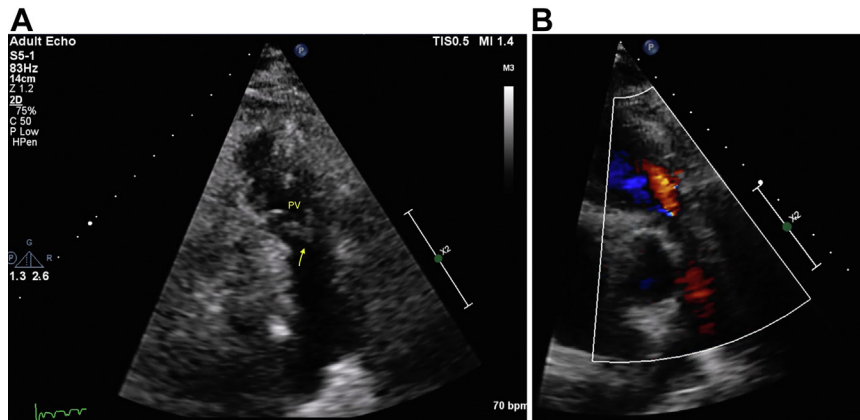 A
B
Adult Echo
TIS0.5 MI 1.4
S5-1
83Hz
14cm
Z 1.2
2D
75%
C 50
P Low
HPen
M3
P
P
PV
X2
X2
G
P R
1.3 2.6
70 bpm